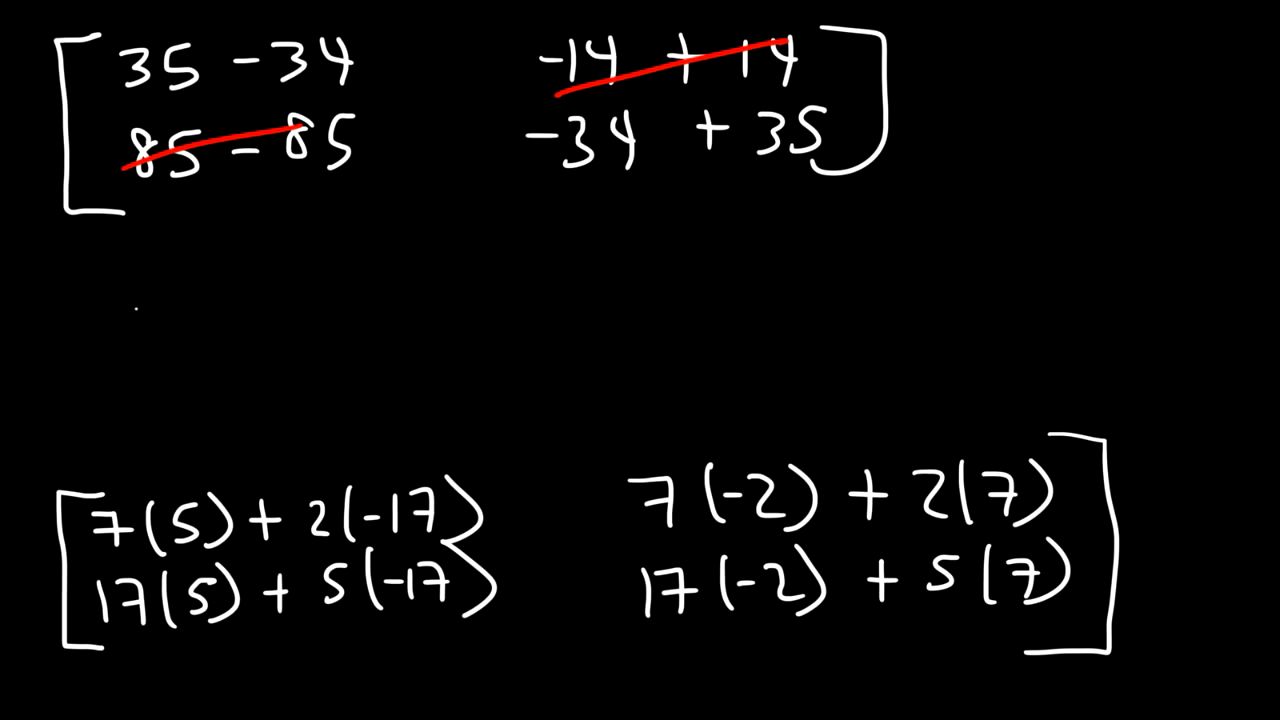 35 - 34 -14 + 14
85 - 85 -34 + 35
7(5) + 2(-17) 7(-2) + 2(7)
17(5) + 5(-17) 17(-2) + 5(7)